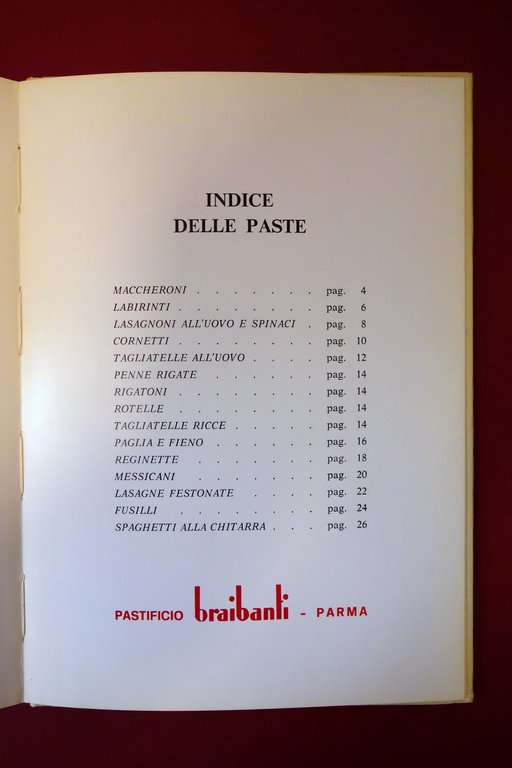 INDICE
DELLE PASTE
MACCHERONI . . . . . . . pag. 4
LABIRINTI . . . . . . . . pag. 6
LASAGNONI ALL'UOVO E SPINACI . pag. 8
CORNETTI . . . . . . . . pag. 10
TAGLIATELLE ALL'UOVO . . . . pag. 12
PENNE RIGATE . . . . . . pag. 14
RIGATONI . . . . . . . . pag. 14
ROTELLE . . . . . . . . pag. 14
TAGLIATELLE RICCE . . . . . pag. 14
PAGLIA E FIENO . . . . . . pag. 16
REGINETTE . . . . . . . pag. 18
MESSICANI . . . . . . . pag. 20
LASAGNE FESTONATE . . . . pag. 22
FUSILLI . . . . . . . . pag. 24
SPAGHETTI ALLA CHITARRA . . . pag. 26
PASTIFICIO braibanti - PARMA